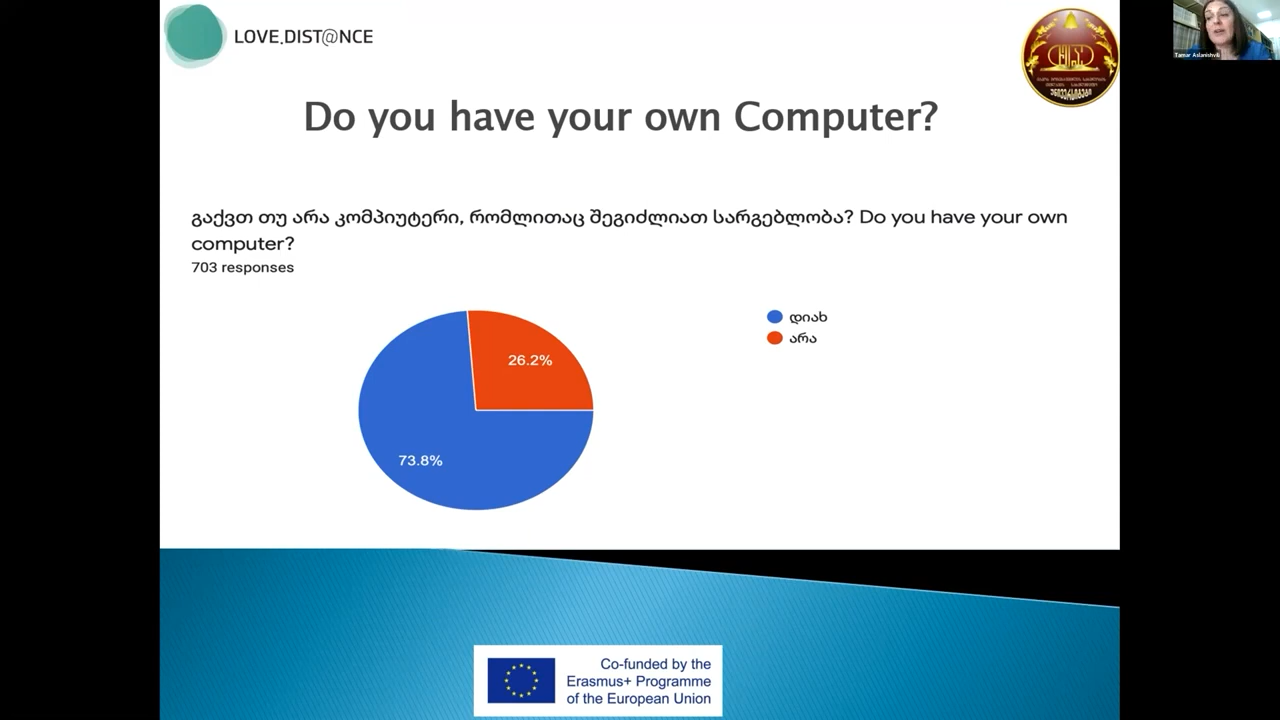 LOVE.DIST@NCE
Tamar Aslanishvili
Do you have your own Computer?
გაქვთ თუ არა კომპიუტერი, რომლითაც შეგიძლიათ სარგებლობა? Do you have your own
computer?
703 responses
დიახ
არა
26.2%
73.8%
Co-funded by the
Erasmus+ Programme
of the European Union